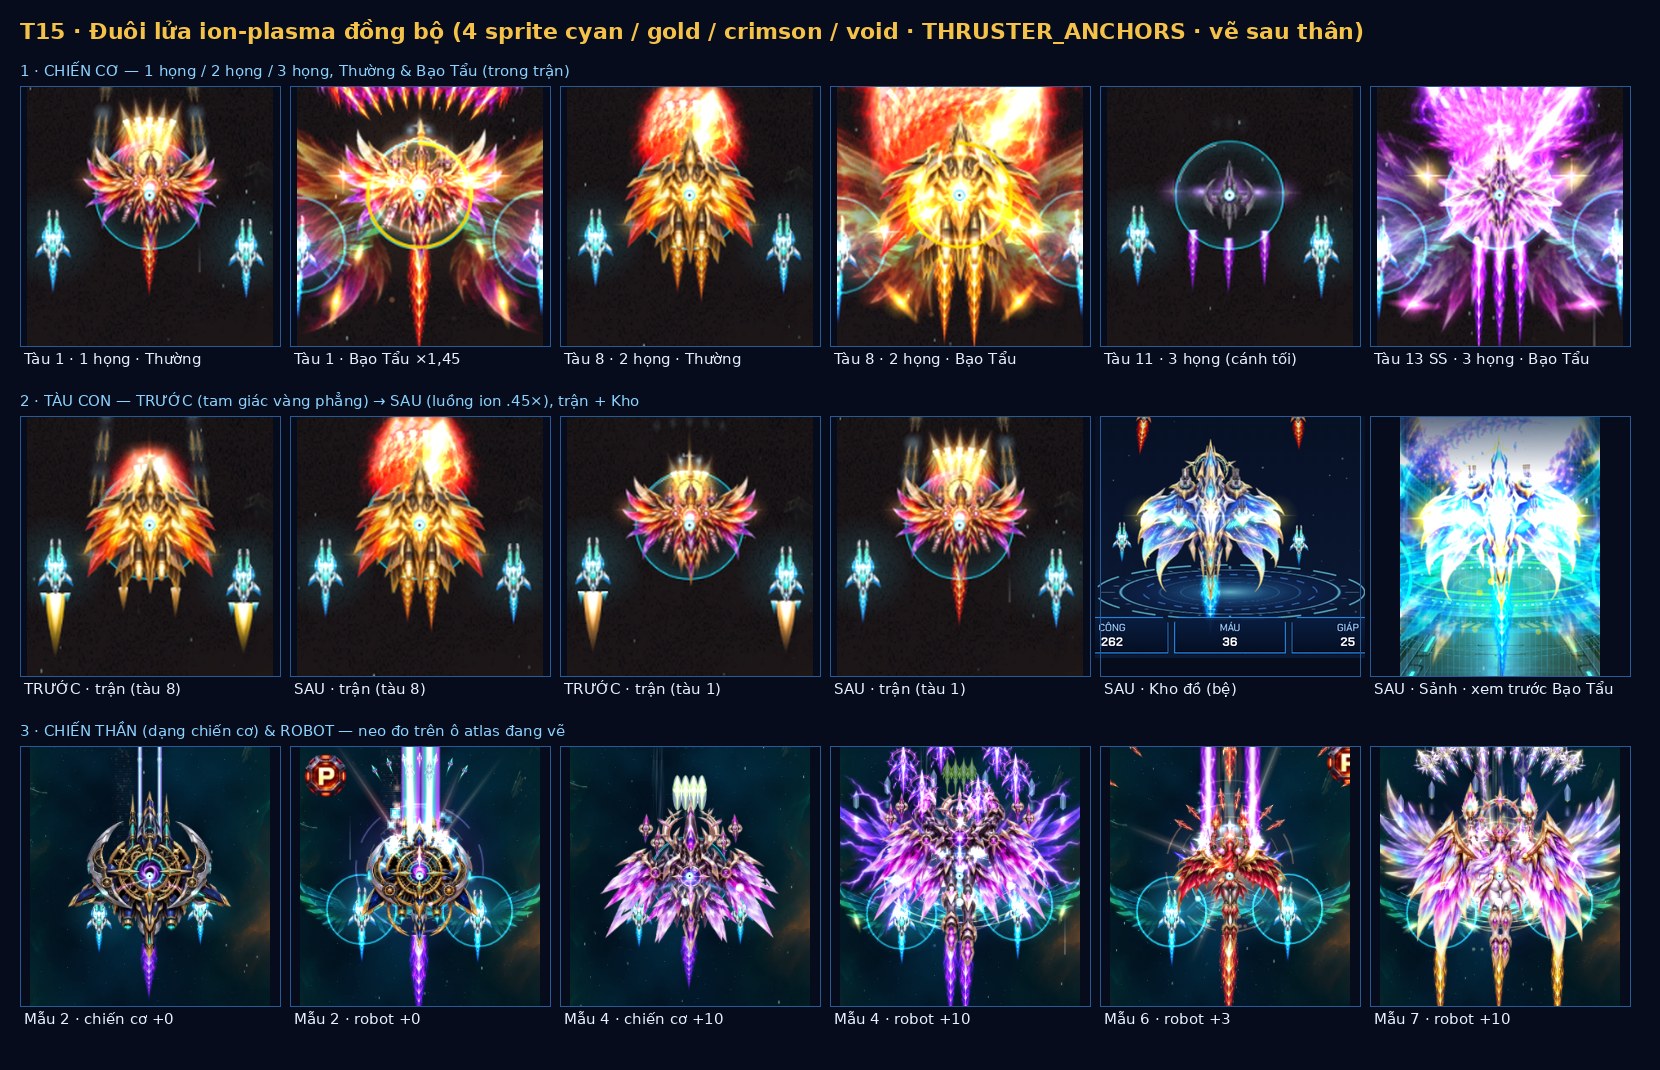 T15 · Đuôi lửa ion-plasma đồng bộ (4 sprite cyan / gold / crimson / void · THRUSTER_ANCHORS · vẽ sau thân)
1 · CHIẾN CƠ — 1 họng / 2 họng / 3 họng, Thường & Bạo Tẩu (trong trận)
Tàu 1 · 1 họng · Thường
Tàu 1 · Bạo Tẩu ×1,45
Tàu 8 · 2 họng · Thường
Tàu 8 · 2 họng · Bạo Tẩu
Tàu 11 · 3 họng (cánh tối)
Tàu 13 SS · 3 họng · Bạo Tẩu
2 · TÀU CON — TRƯỚC (tam giác vàng phẳng) → SAU (luồng ion .45×), trận + Kho
CÔNG
262
MÁU
36
GIÁP
25
TRƯỚC · trận (tàu 8)
SAU · trận (tàu 8)
TRƯỚC · trận (tàu 1)
SAU · trận (tàu 1)
SAU · Kho đồ (bệ)
SAU · Sảnh · xem trước Bạo Tẩu
3 · CHIẾN THẦN (dạng chiến cơ) & ROBOT — neo đo trên ô atlas đang vẽ
P
P
Mẫu 2 · chiến cơ +0
Mẫu 2 · robot +0
Mẫu 4 · chiến cơ +10
Mẫu 4 · robot +10
Mẫu 6 · robot +3
Mẫu 7 · robot +10